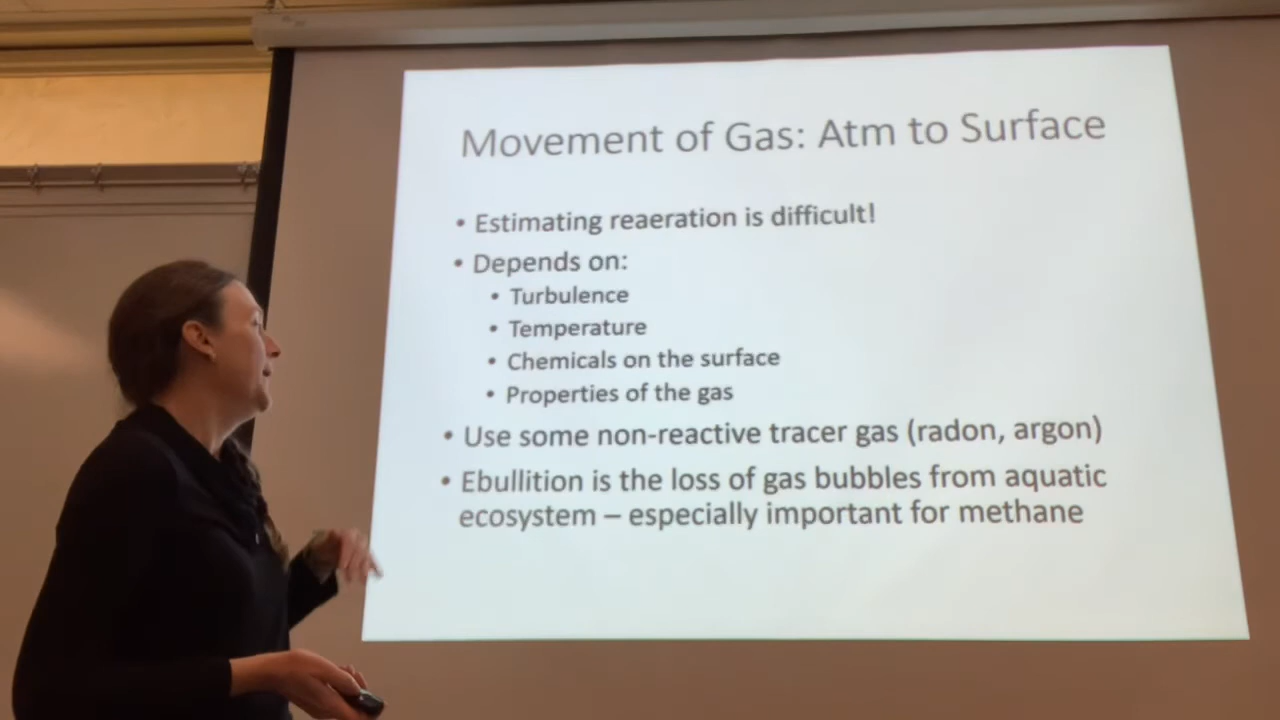 Movement of Gas: Atm to Surface
• Estimating reaeration is difficult!
• Depends on:
• Turbulence
• Temperature
• Chemicals on the surface
• Properties of the gas
• Use some non-reactive tracer gas (radon, argon)
• Ebullition is the loss of gas bubbles from aquatic
ecosystem – especially important for methane